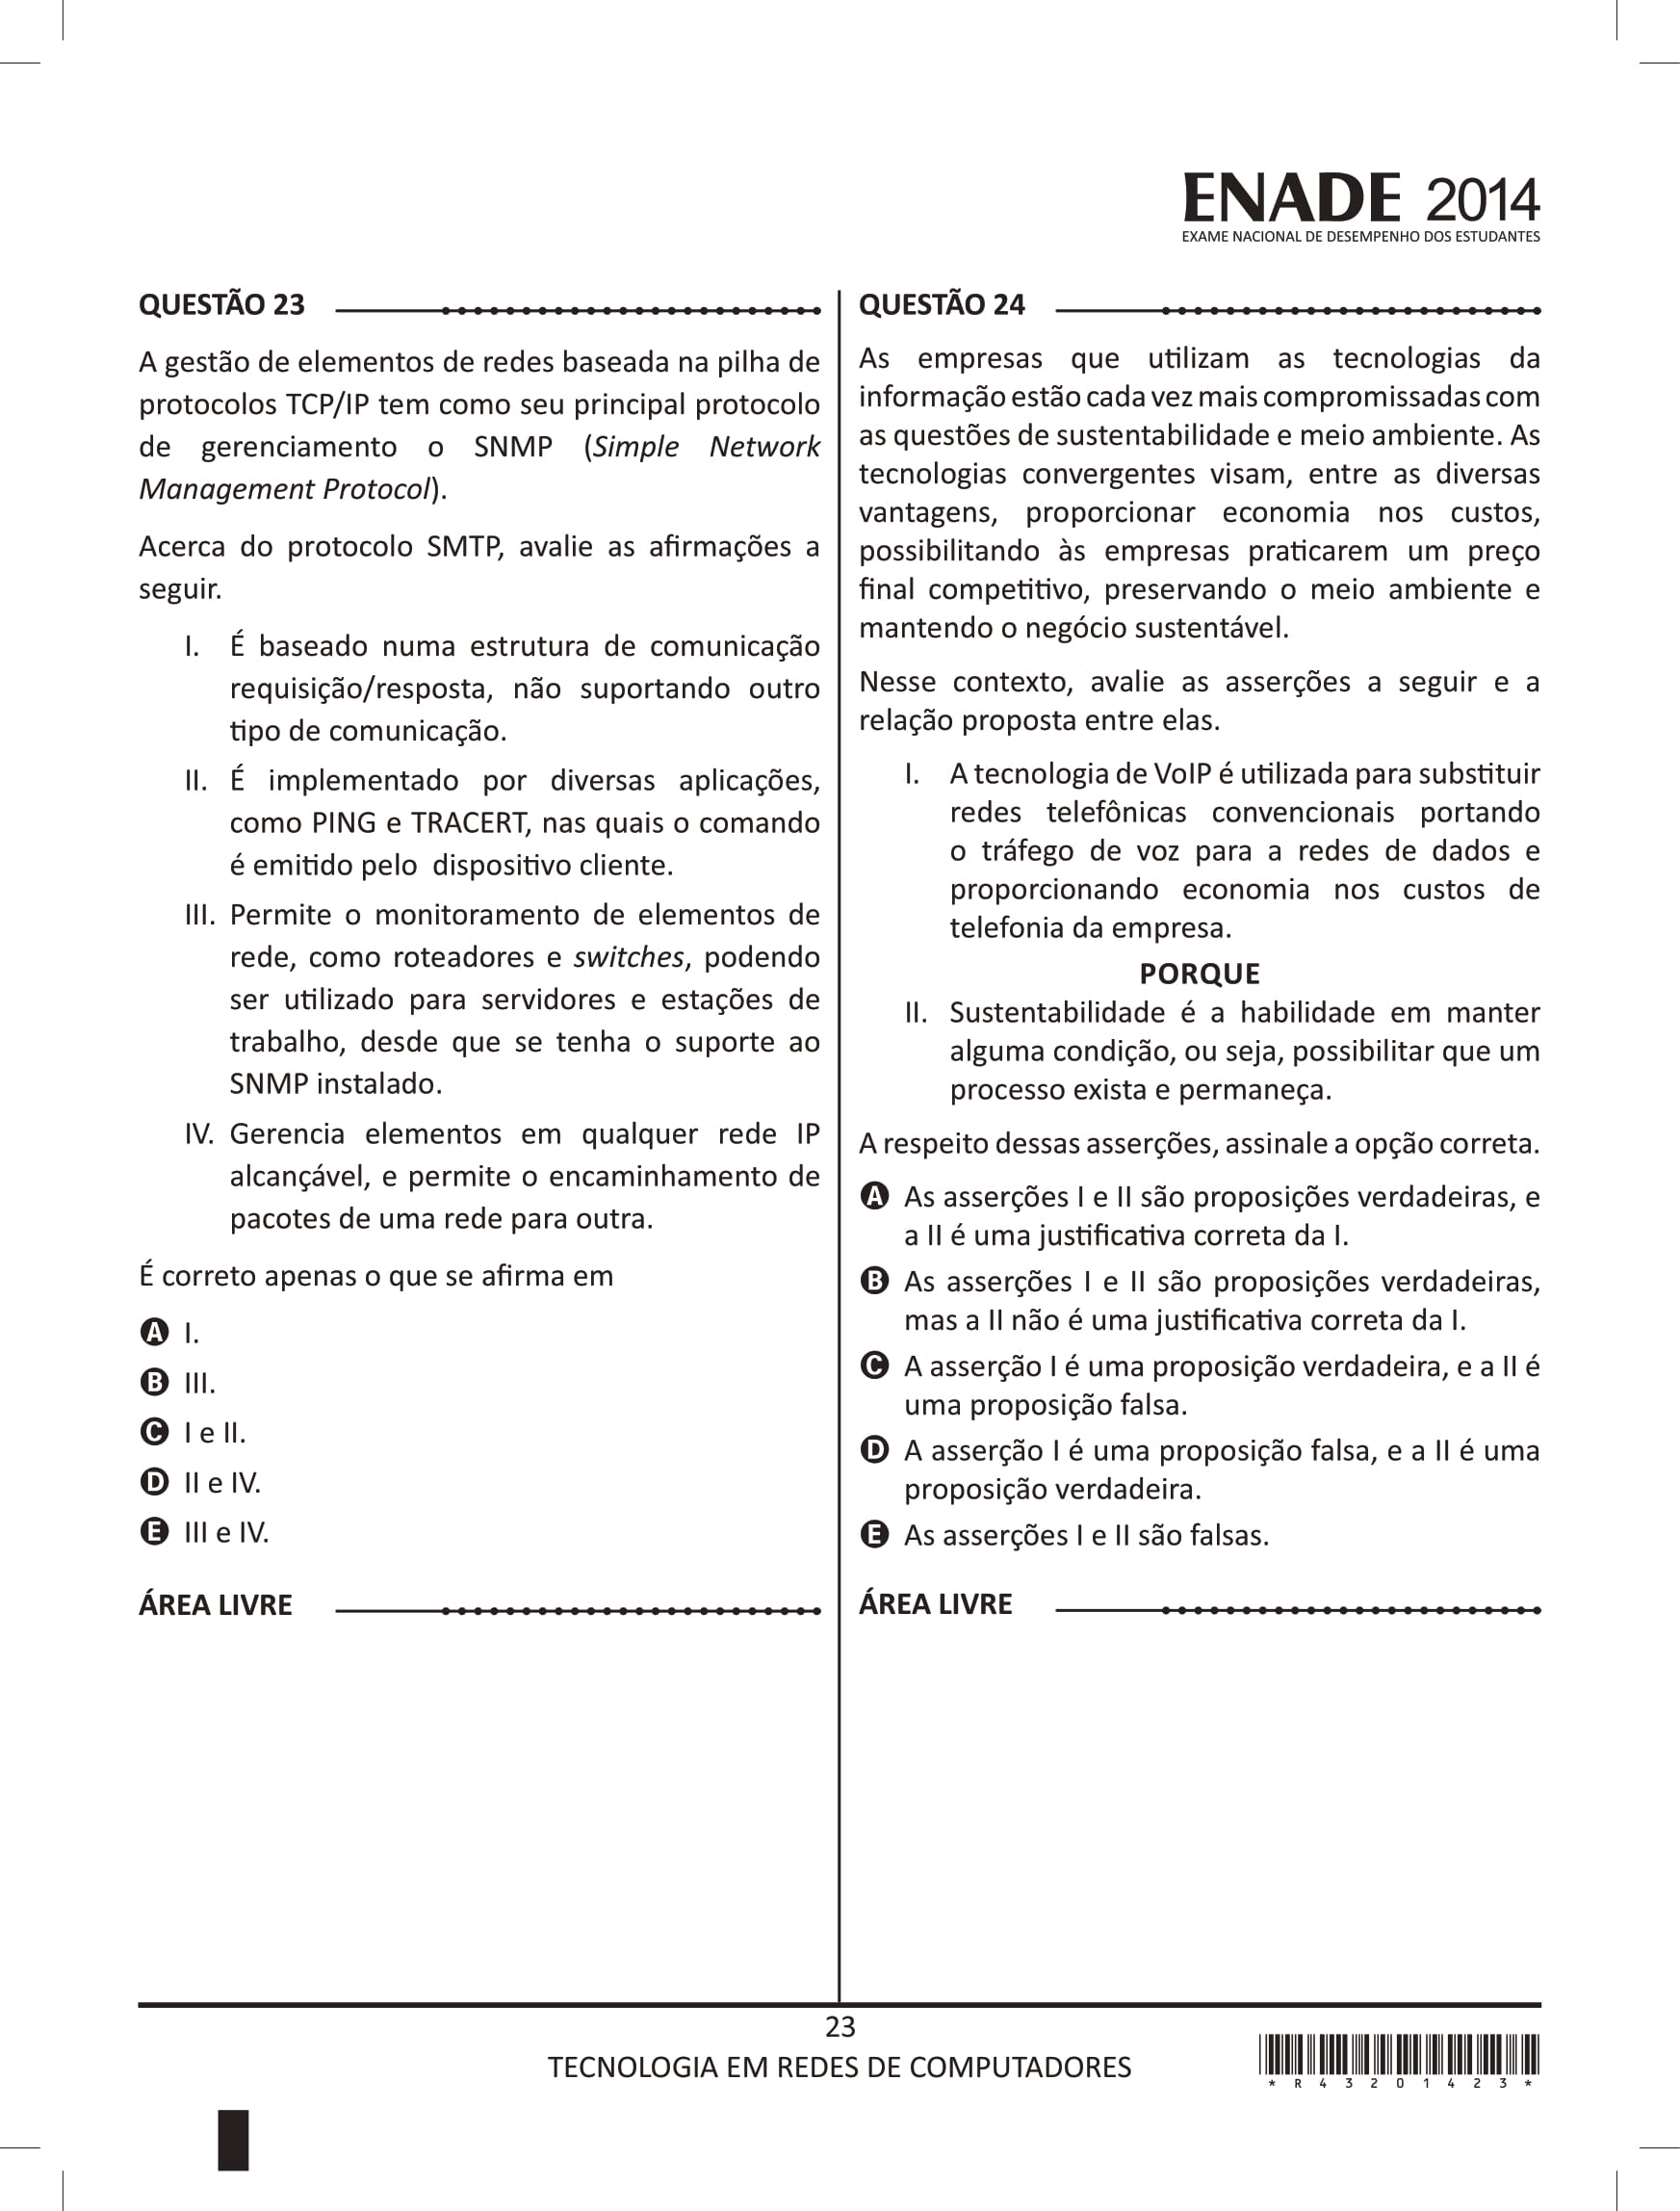 ENADE 2014
EXAME NACIONAL DE DESEMPENHO DOS ESTUDANTES
QUESTÃO 23
A gestão de elementos de redes baseada na pilha de
protocolos TCP/IP tem como seu principal protocolo
de gerenciamento o SNMP (Simple Network
Management Protocol).
Acerca do protocolo SMTP, avalie as afirmações a
seguir.
I. É baseado numa estrutura de comunicação
requisição/resposta, não suportando outro
tipo de comunicação.
II. É implementado por diversas aplicações,
como PING e TRACERT, nas quais o comando
é emitido pelo dispositivo cliente.
III. Permite o monitoramento de elementos de
rede, como roteadores e switches, podendo
ser utilizado para servidores e estações de
trabalho, desde que se tenha o suporte ao
SNMP instalado.
IV. Gerencia elementos em qualquer rede IP
alcançável, e permite o encaminhamento de
pacotes de uma rede para outra.
É correto apenas o que se afirma em
A I.
B III.
C I e II.
D II e IV.
E III e IV.
ÁREA LIVRE
QUESTÃO 24
As empresas que utilizam as tecnologias da
informação estão cada vez mais compromissadas com
as questões de sustentabilidade e meio ambiente. As
tecnologias convergentes visam, entre as diversas
vantagens, proporcionar economia nos custos,
possibilitando às empresas praticarem um preço
final competitivo, preservando o meio ambiente e
mantendo o negócio sustentável.
Nesse contexto, avalie as asserções a seguir e a
relação proposta entre elas.
I. A tecnologia de VoIP é utilizada para substituir
redes telefônicas convencionais portando
o tráfego de voz para a redes de dados e
proporcionando economia nos custos de
telefonia da empresa.
PORQUE
II. Sustentabilidade é a habilidade em manter
alguma condição, ou seja, possibilitar que um
processo exista e permaneça.
A respeito dessas asserções, assinale a opção correta.
A As asserções I e II são proposições verdadeiras, e
a II é uma justificativa correta da I.
B As asserções I e II são proposições verdadeiras,
mas a II não é uma justificativa correta da I.
C A asserção I é uma proposição verdadeira, e a II é
uma proposição falsa.
D A asserção I é uma proposição falsa, e a II é uma
proposição verdadeira.
E As asserções I e II são falsas.
ÁREA LIVRE
23
TECNOLOGIA EM REDES DE COMPUTADORES
* R 4 3 2 0 1 4 2 3 *